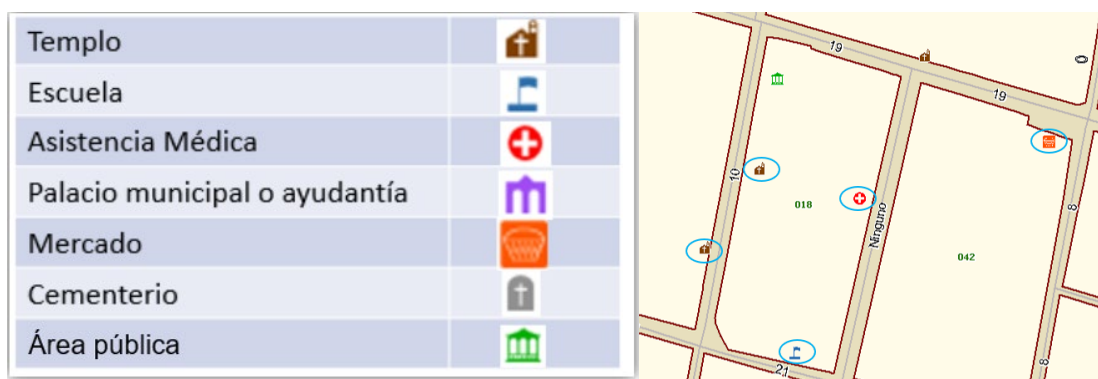 Templo
Escuela
Asistencia Médica
Palacio municipal o ayudantía
Mercado
Cementerio
Área pública
19
19
0
10
018
Ninguno
8
042
21
8